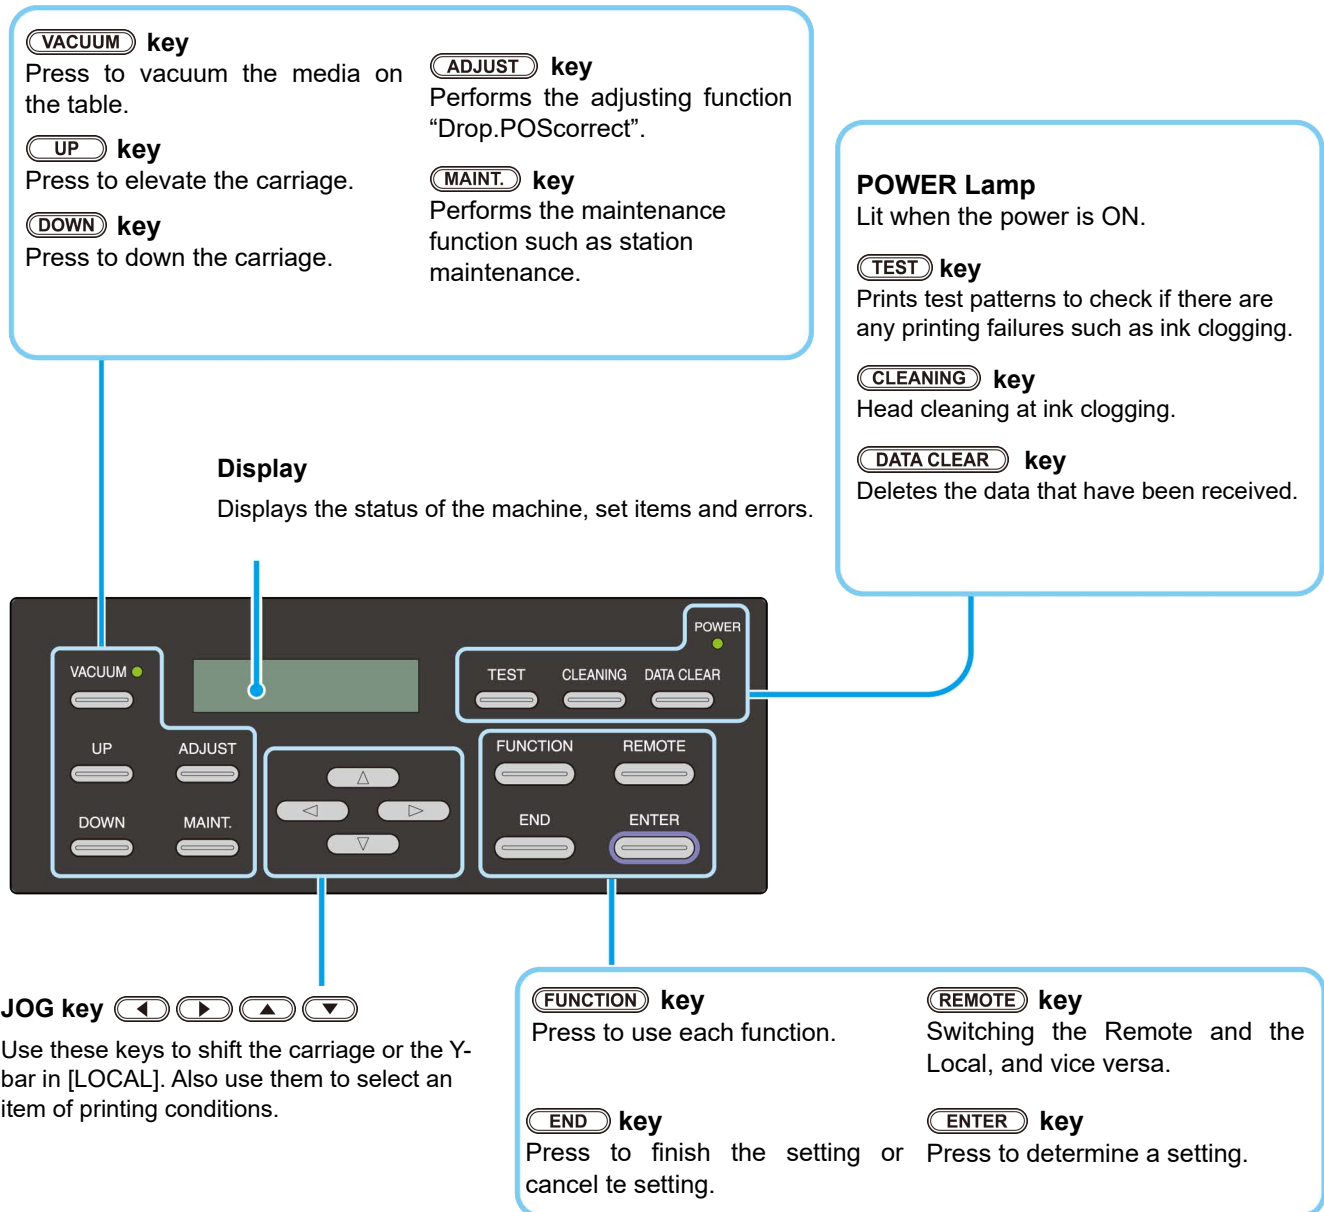 VACUUM key
Press to vacuum the media on
the table.
UP key
Press to elevate the carriage.
DOWN key
Press to down the carriage.
ADJUST key
Performs the adjusting function
“Drop.POScorrect”.
MAINT. key
Performs the maintenance
function such as station
maintenance.
POWER Lamp
Lit when the power is ON.
TEST key
Prints test patterns to check if there are
any printing failures such as ink clogging.
CLEANING key
Head cleaning at ink clogging.
DATA CLEAR key
Deletes the data that have been received.
Display
Displays the status of the machine, set items and errors.
POWER
VACUUM
TEST CLEANING DATA CLEAR
UP ADJUST
FUNCTION REMOTE
DOWN MAINT.
END ENTER
JOG key
Use these keys to shift the carriage or the Y-
bar in [LOCAL]. Also use them to select an
item of printing conditions.
FUNCTION key
Press to use each function.
REMOTE key
Switching the Remote and the
Local, and vice versa.
END key
Press to finish the setting or
cancel te setting.
ENTER key
Press to determine a setting.